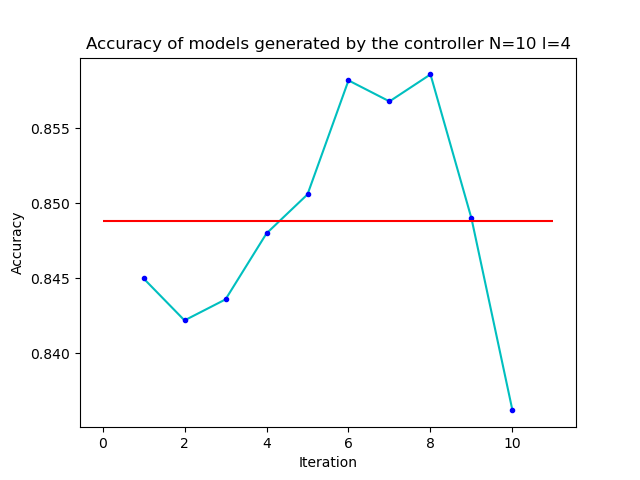 Accuracy of models generated by the controller N=10 l=4
Accuracy
0.855
0.850
0.845
0.840
0 2 4 6 8 10
Iteration